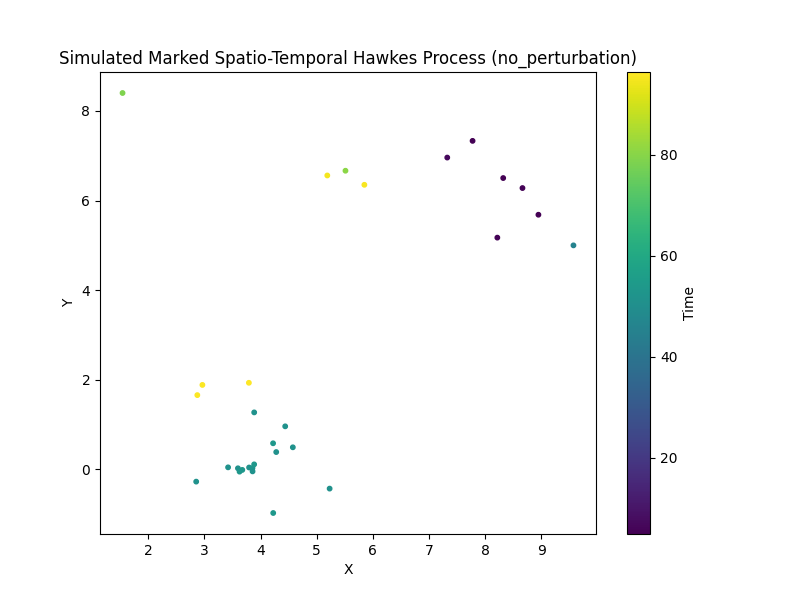 Simulated Marked Spatio-Temporal Hawkes Process (no_perturbation)
8
6
4
2
0
Y
2 3 4 5 6 7 8 9
X
80
60
40
20
Time